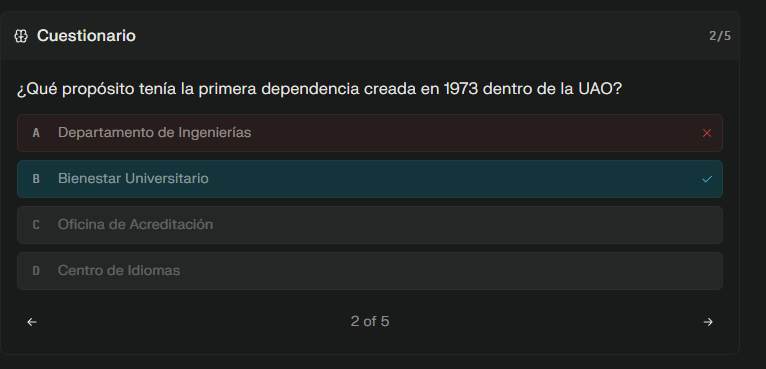 Cuestionario
2/5
¿Qué propósito tenía la primera dependencia creada en 1973 dentro de la UAO?
A Departamento de Ingenierías
B Bienestar Universitario
C Oficina de Acreditación
D Centro de Idiomas
2 of 5